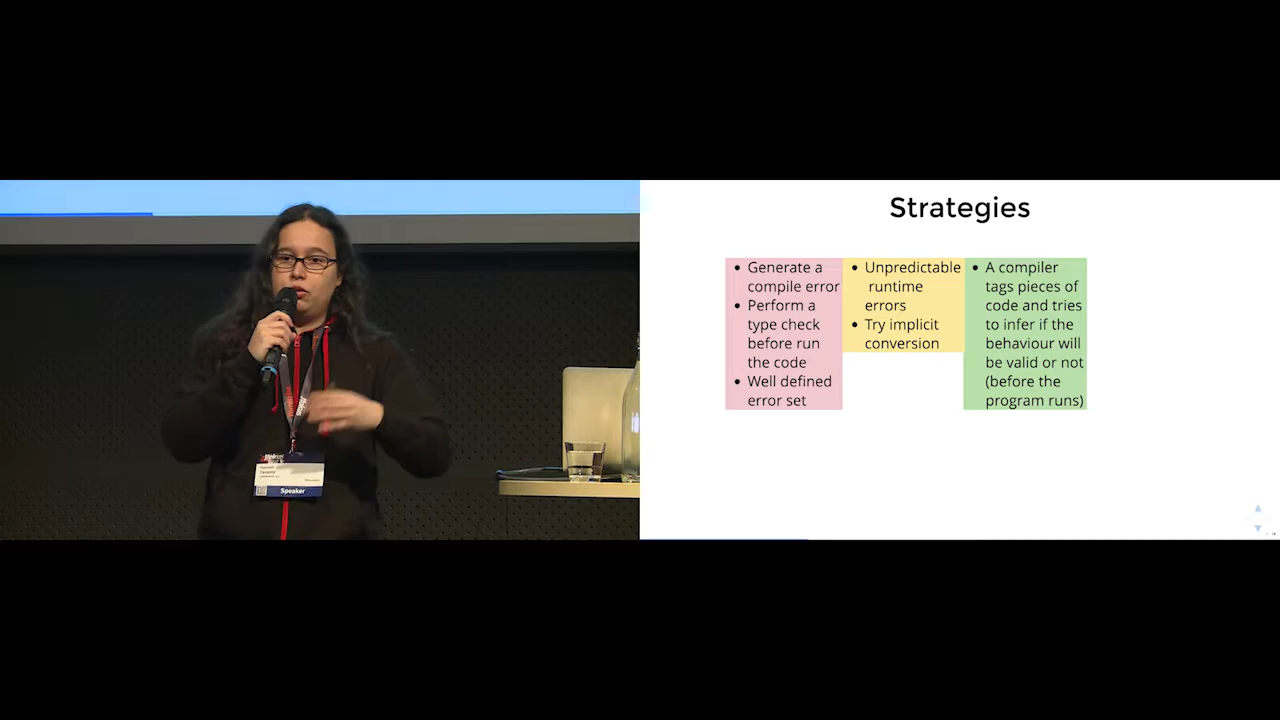 Strategies
• Generate a
compile error
• Perform a
type check
before run
the code
• Well defined
error set
• Unpredictable
runtime
errors
• Try implicit
conversion
• A compiler
tags pieces of
code and tries
to infer if the
behaviour will
be valid or not
(before the
program runs)
Speaker